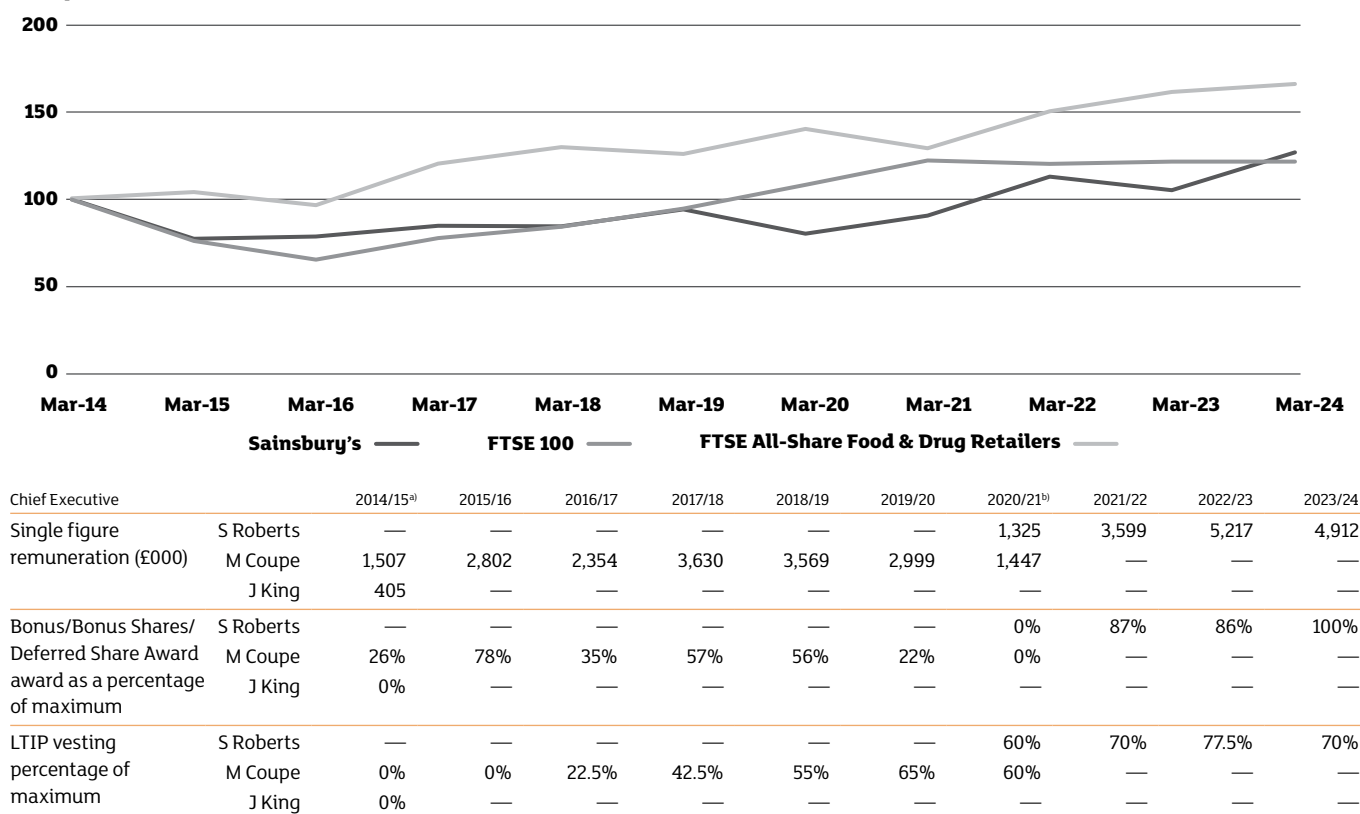 200
150
100
50
0
Mar-14 Mar-15 Mar-16 Mar-17 Mar-18 Mar-19 Mar-20 Mar-21 Mar-22 Mar-23 Mar-24
Sainsbury's FTSE 100 FTSE All-Share Food & Drug Retailers
Chief Executive 2014/15a) 2015/16 2016/17 2017/18 2018/19 2019/20 2020/21b) 2021/22 2022/23 2023/24
Single figure S Roberts — — — — — — 1,325 3,599 5,217 4,912
remuneration (£000) M Coupe 1,507 2,802 2,354 3,630 3,569 2,999 1,447 — — —
J King 405 — — — — — — — — —
Bonus/Bonus Shares/ S Roberts — — — — — — 0% 87% 86% 100%
Deferred Share Award M Coupe 26% 78% 35% 57% 56% 22% 0% — — —
award as a percentage J King 0% — — — — — — — — —
of maximum
LTIP vesting S Roberts — — — — — — 60% 70% 77.5% 70%
percentage of M Coupe 0% 0% 22.5% 42.5% 55% 65% 60% — — —
maximum J King 0% — — — — — — — — —